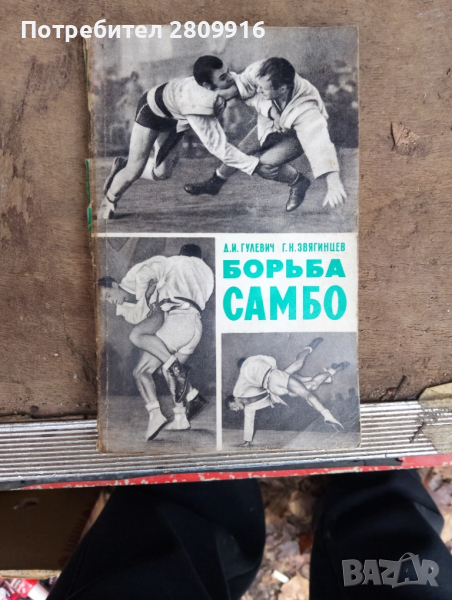 Потребител 2809916
Д.И.ГУЛЕВИЧ Г.Н.ЗВЯГИНЦЕВ
БОРЬБА
САМБО
BAZAR